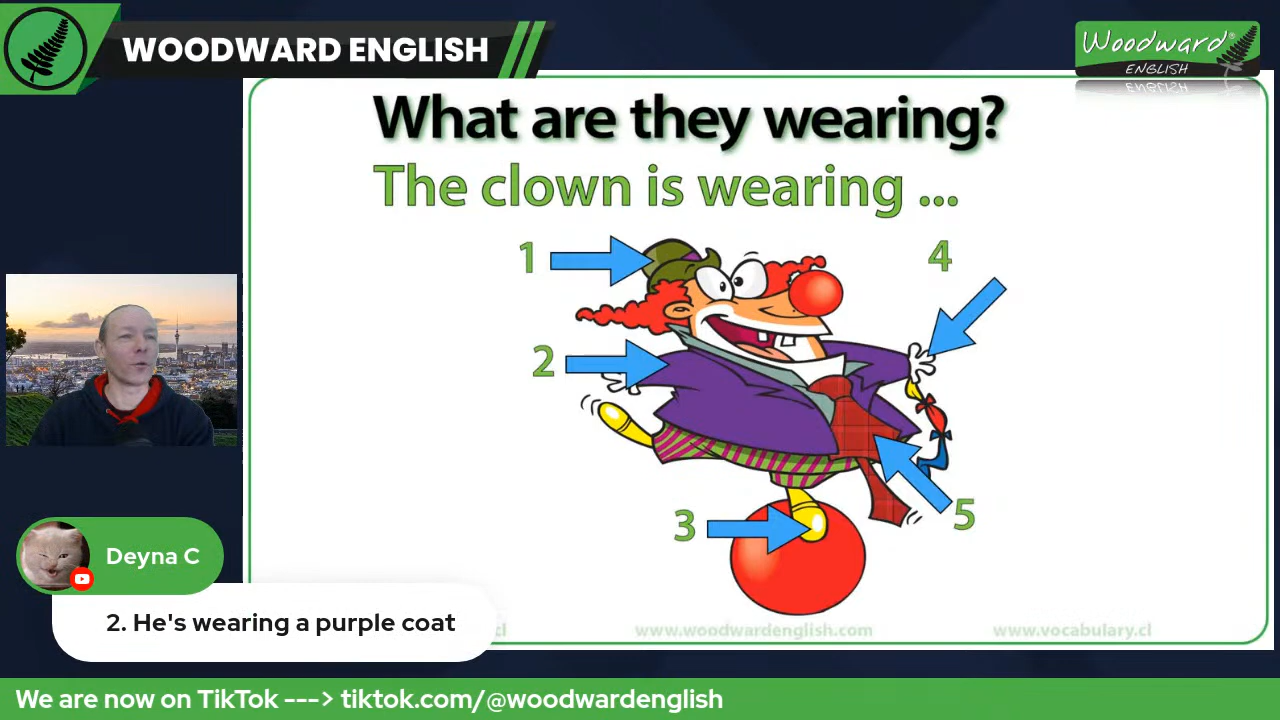 WOODWARD ENGLISH
Woodward®
ENGLISH
What are they wearing?
The clown is wearing ...
1
4
2
3
5
Deyna C
2. He's wearing a purple coat
cl
www.woodwardenglish.com
www.vocabulary.cl
We are now on TikTok ---> tiktok.com/@woodwardenglish